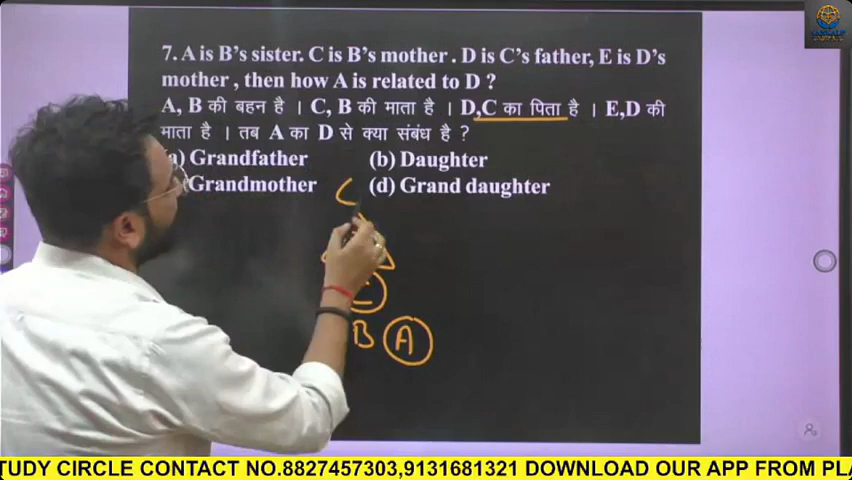 7. A is B's sister. C is B's mother . D is C's father, E is D's
mother , then how A is related to D ?
A, B की बहन है । C, B की माता है । D,C का पिता है । E,D की
माता है । तब A का D से क्या संबंध है ?
a) Grandfather (b) Daughter
Grandmother (d) Grand daughter
B A
TUDY CIRCLE CONTACT NO.8827457303,9131681321 DOWNLOAD OUR APP FROM PLA